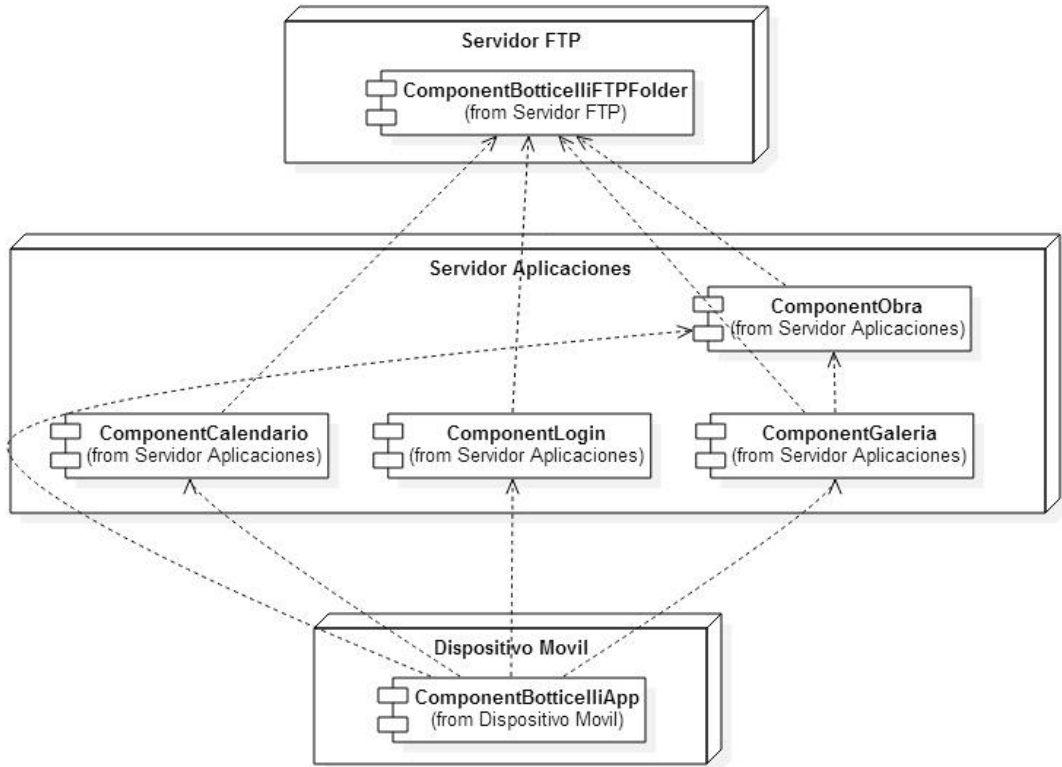 Servidor FTP
ComponentBotticelliFTPFolder
(from Servidor FTP)
Servidor Aplicaciones
ComponentObra
(from Servidor Aplicaciones)
ComponentCalendario
(from Servidor Aplicaciones)
ComponentLogin
(from Servidor Aplicaciones)
ComponentGaleria
(from Servidor Aplicaciones)
Dispositivo Movil
ComponentBotticelliApp
(from Dispositivo Movil)